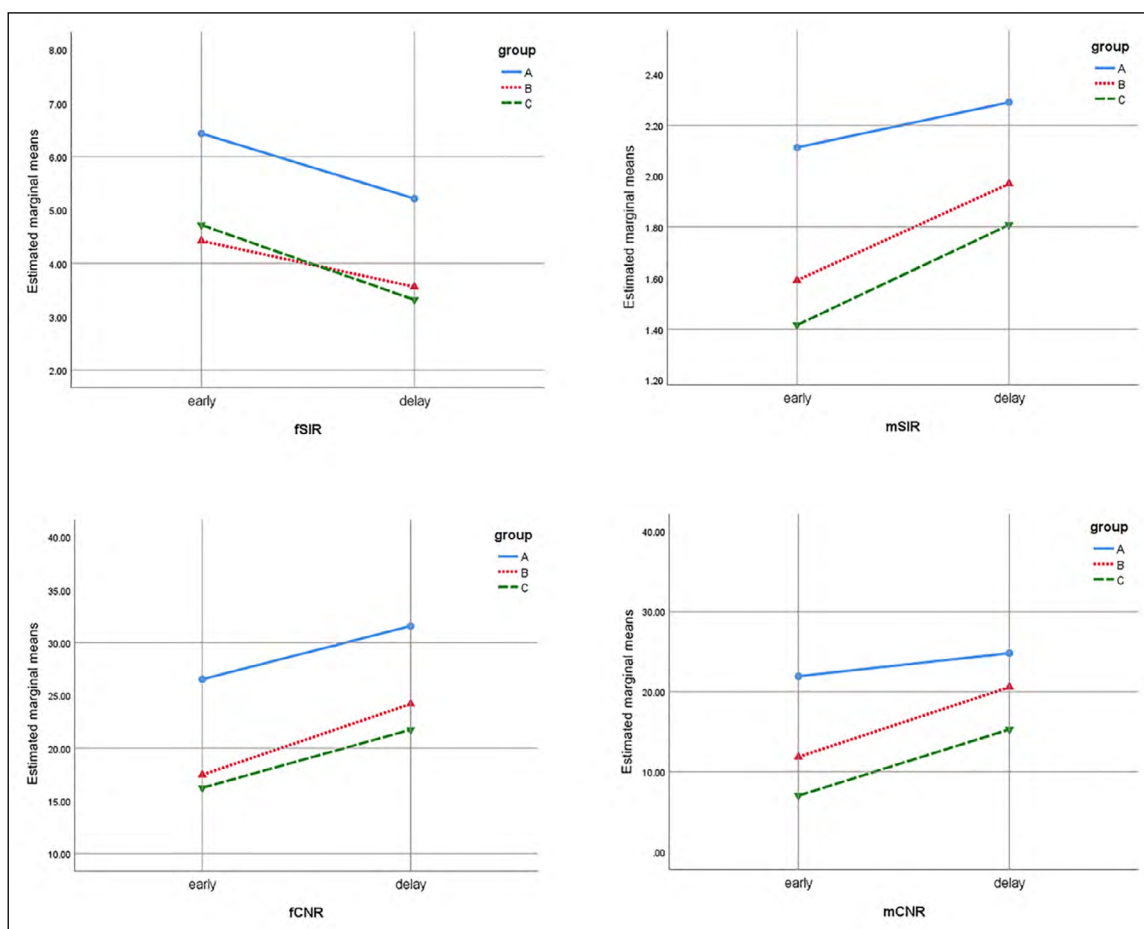 group
A
B
C
8.00
7.00
6.00
5.00
4.00
3.00
2.00
Estimated marginal means
early
delay
fSIR
group
A
B
C
2.40
2.20
2.00
1.80
1.60
1.40
1.20
Estimated marginal means
early
delay
mSIR
group
A
B
C
40.00
35.00
30.00
25.00
20.00
15.00
10.00
Estimated marginal means
early
delay
fCNR
group
A
B
C
40.00
30.00
20.00
10.00
.00
Estimated marginal means
early
delay
mCNR